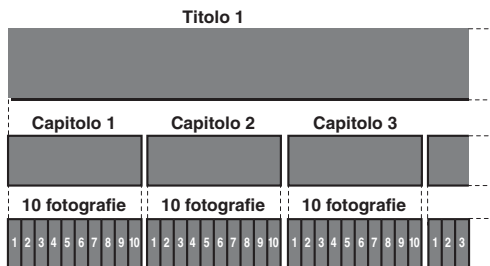 Titolo 1
Capitolo 1 Capitolo 2 Capitolo 3
10 fotografie 10 fotografie 10 fotografie
1 2 3 4 5 6 7 8 9 10 1 2 3 4 5 6 7 8 9 10 1 2 3 4 5 6 7 8 9 10 1 2 3